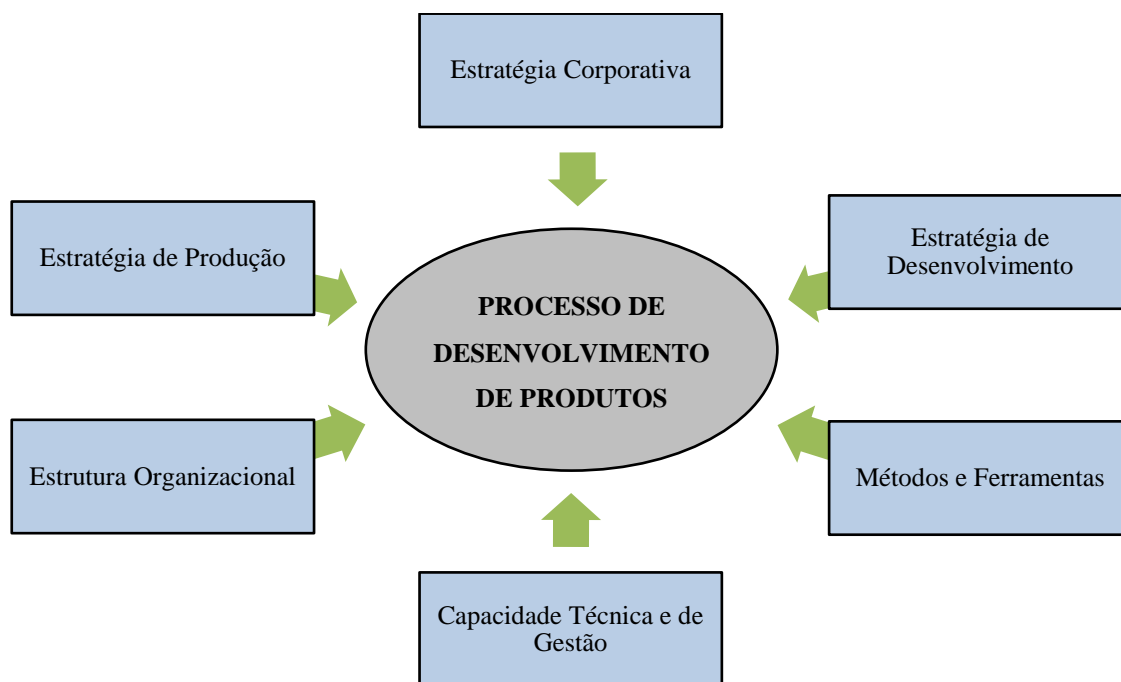 Estratégia Corporativa
Estratégia de Produção
Estratégia de
Desenvolvimento
PROCESSO DE
DESENVOLVIMENTO
DE PRODUTOS
Estrutura Organizacional
Métodos e Ferramentas
Capacidade Técnica e de
Gestão